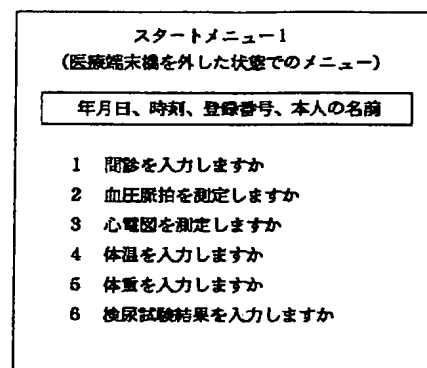 スタートメニュー1
(医療端末橋を外した状態でのメニュー)
年月日、時刻、登録番号、本人の名前
1 問診を入力しますか
2 血圧脈拍を測定しますか
3 心電図を測定しますか
4 体温を入力しますか
5 体重を入力しますか
6 検尿試験結果を入力しますか